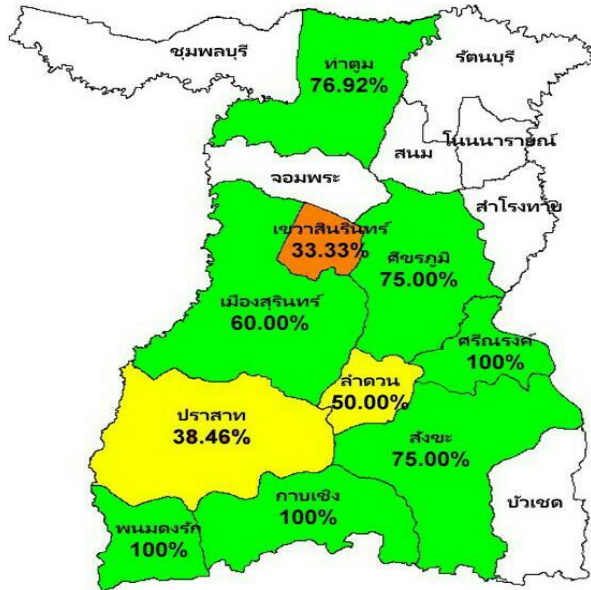 ชุมพลบุรี
ท่าตูม
76.92%
รัตนบุรี
สนม
โนนนารายณ์
จอมพระ
สำโรงทาบ
เขวาสินรินทร์
33.33%
ศีขรภูมิ
75.00%
เมืองสุรินทร์
60.00%
ศรีณรงค์
100%
ลำดวน
50.00%
ปราสาท
38.46%
สังขะ
75.00%
กาบเชิง
100%
บัวเชด
พนมดงรัก
100%